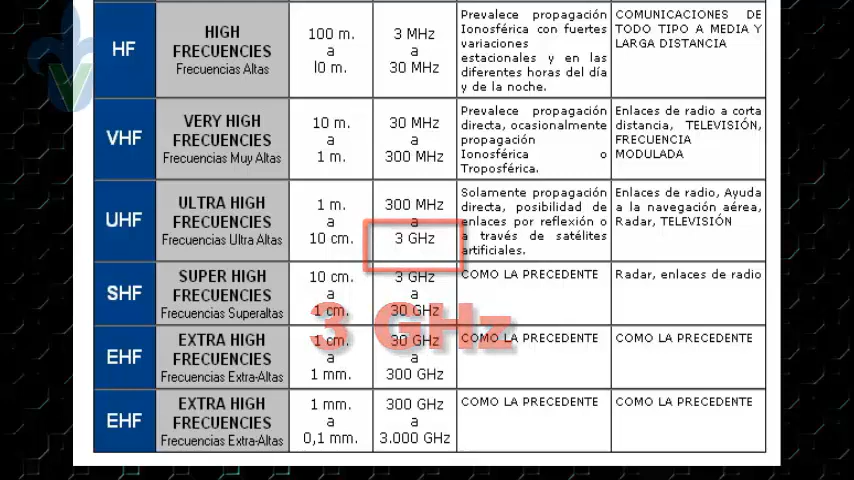 HF
HIGH
FRECUENCIES
Frecuencias Altas
100 m.
a
l0 m.
3 MHz
a
30 MHz
Prevalece propagación
Ionosférica con fuertes
variaciones
estacionales y en las
diferentes horas del día
y de la noche.
COMUNICACIONES DE
TODO TIPO A MEDIA Y
LARGA DISTANCIA
VHF
VERY HIGH
FRECUENCIES
Frecuencias Muy Altas
10 m.
a
1 m.
30 MHz
a
300 MHz
Prevalece propagación
directa, ocasionalmente
propagación
Ionosférica o
Troposférica.
Enlaces de radio a corta
distancia, TELEVISIÓN,
FRECUENCIA
MODULADA
UHF
ULTRA HIGH
FRECUENCIES
Frecuencias Ultra Altas
1 m.
a
10 cm.
300 MHz
a
3 GHz
Solamente propagación
directa, posibilidad de
enlaces por reflexión o
a través de satélites
artificiales.
Enlaces de radio, Ayuda
a la navegación aérea,
Radar, TELEVISIÓN
SHF
SUPER HIGH
FRECUENCIES
Frecuencias Superaltas
10 cm.
a
1 cm.
3 GHz
a
30 GHz
COMO LA PRECEDENTE
Radar, enlaces de radio
3 GHz
EHF
EXTRA HIGH
FRECUENCIES
Frecuencias Extra-Altas
1 cm.
a
1 mm.
30 GHz
a
300 GHz
COMO LA PRECEDENTE
COMO LA PRECEDENTE
EHF
EXTRA HIGH
FRECUENCIES
Frecuencias Extra-Altas
1 mm.
a
0,1 mm.
300 GHz
a
3.000 GHz
COMO LA PRECEDENTE
COMO LA PRECEDENTE